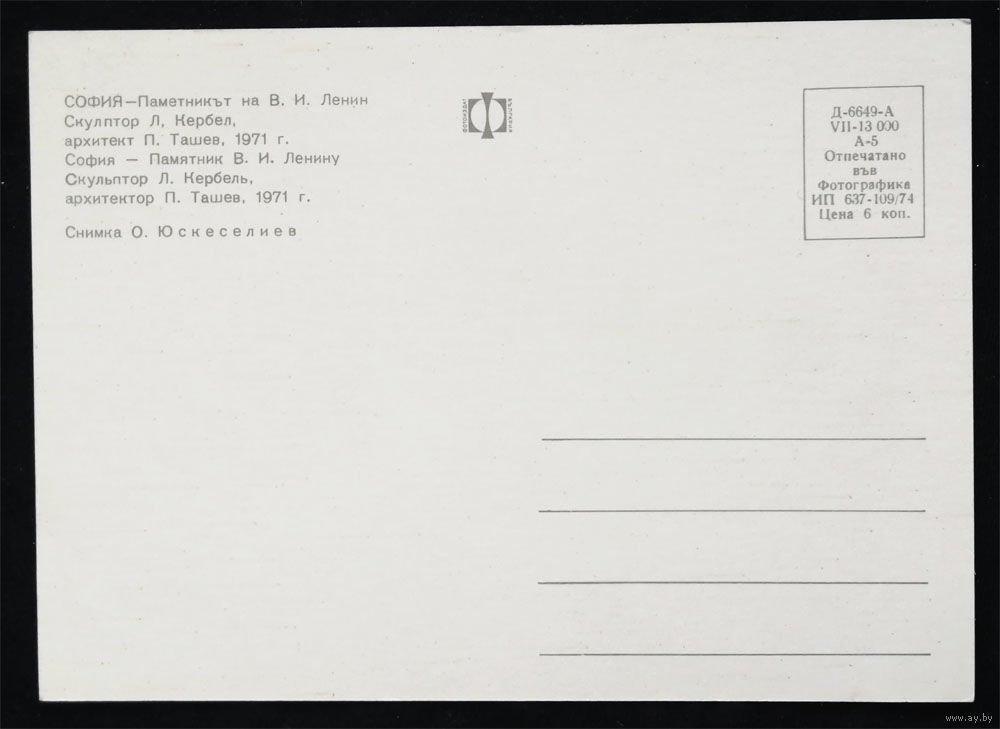 СОФИЯ—Паметникът на В. И. Ленин
Скулптор Л, Кербел,
архитект П. Ташев, 1971 г.
София — Памятник В. И. Ленину
Скульптор Л. Кербель,
архитектор П. Ташев, 1971 г.
Снимка О. Юскеселиев
ФОТОИЗДАТ
Д-6649-А
VII-13 000
А-5
Отпечатано
във
Фотографика
ИП 637-109/74
Цена 6 коп.
www.ay.by